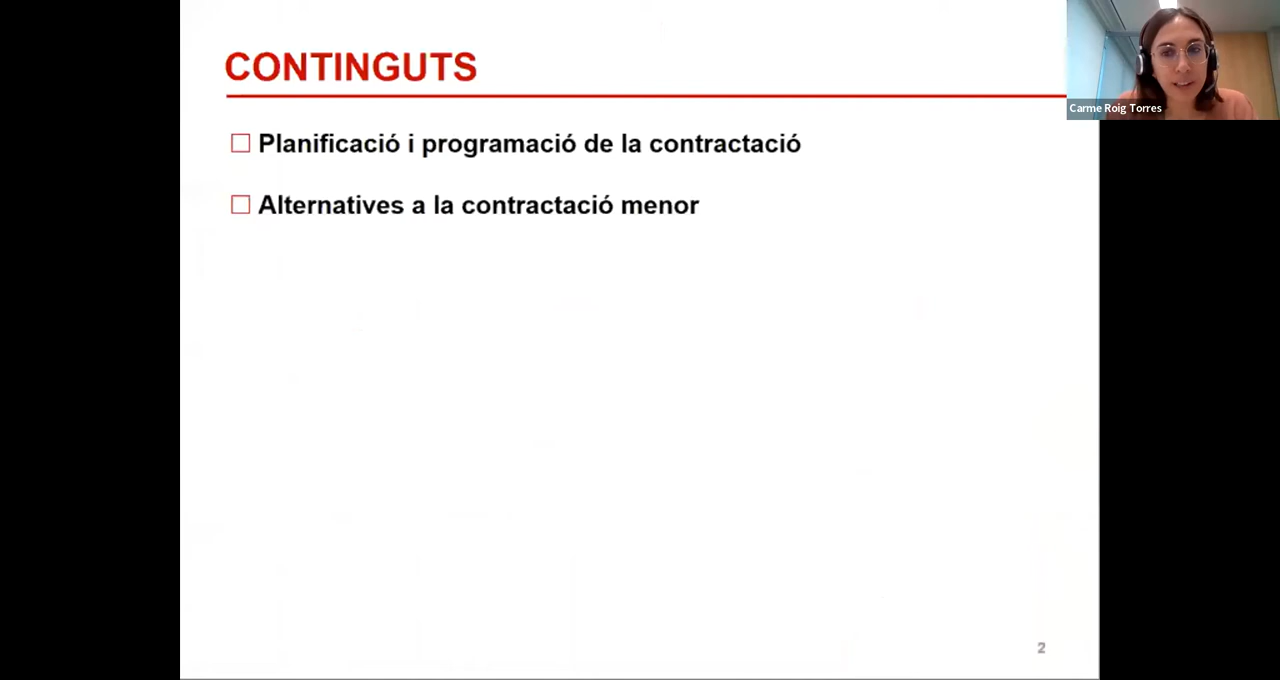 CONTINGUTS
Carme Roig Torres
Planificació i programació de la contractació
Alternatives a la contractació menor
2